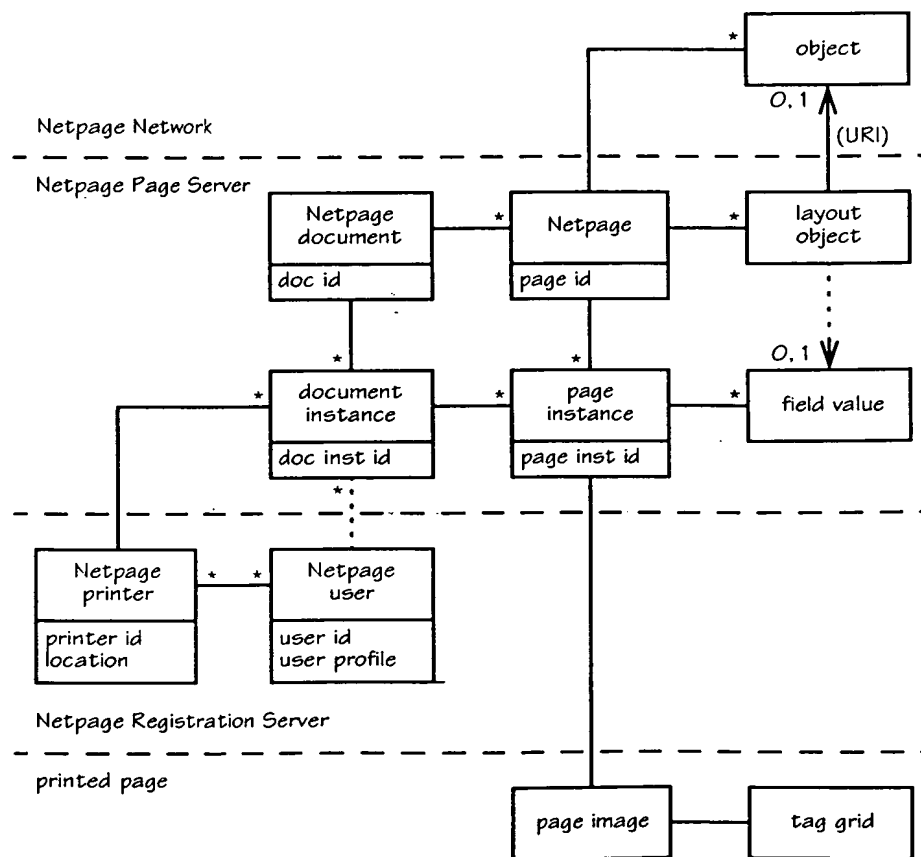 *
object
0, 1
Netpage Network
(URI)
Netpage Page Server
Netpage
document
*
Netpage
*
layout
object
doc id
page id
*
*
0, 1
*
document
instance
*
page
instance
*
field value
doc inst id
page inst id
*
Netpage
printer
*
*
Netpage
user
printer id
location
user id
user profile
Netpage Registration Server
printed page
page image
tag grid